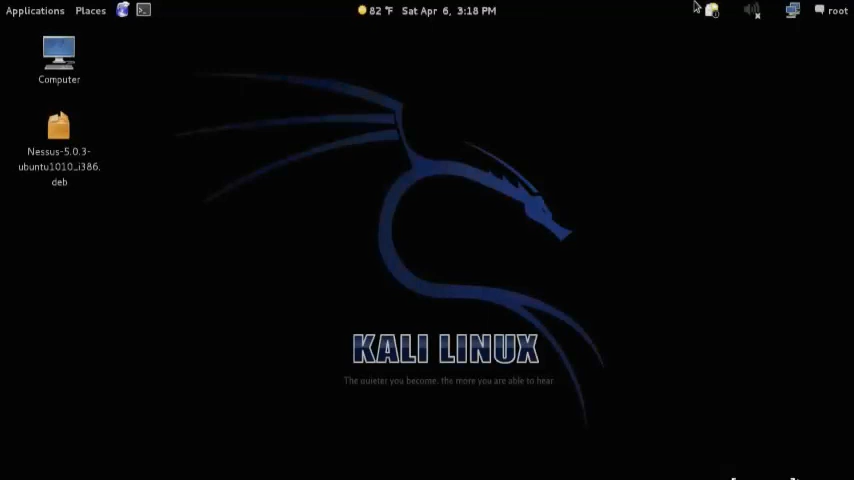 Applications Places 82 °F Sat Apr 6, 3:18 PM root
Computer
Nessus-5.0.3-
ubuntu1010_i386.
deb
KALI LINUX
The quieter you become, the more you are able to hear